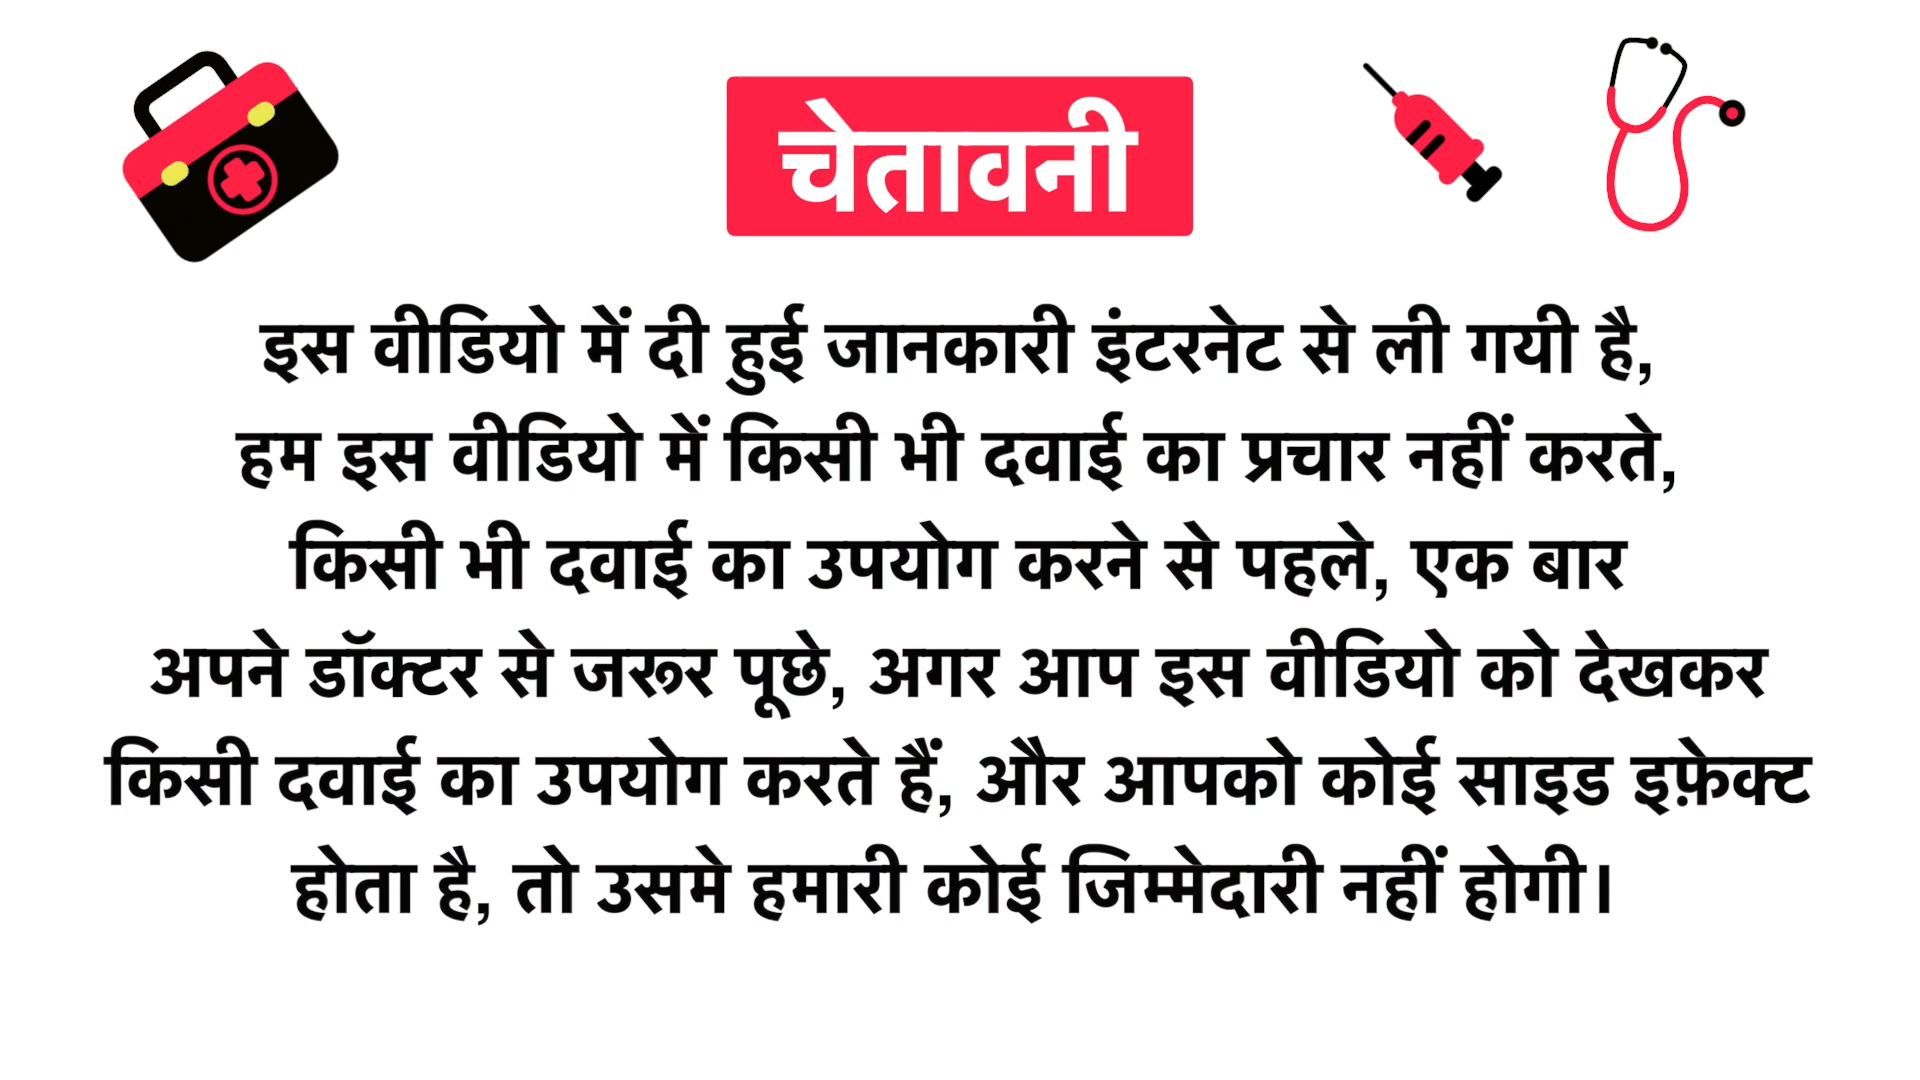 चेतावनी
इस वीडियो में दी हुई जानकारी इंटरनेट से ली गयी है,
हम इस वीडियो में किसी भी दवाई का प्रचार नहीं करते,
किसी भी दवाई का उपयोग करने से पहले, एक बार
अपने डॉक्टर से जरूर पूछे, अगर आप इस वीडियो को देखकर
किसी दवाई का उपयोग करते हैं, और आपको कोई साइड इफ़ेक्ट
होता है, तो उसमे हमारी कोई जिम्मेदारी नहीं होगी।